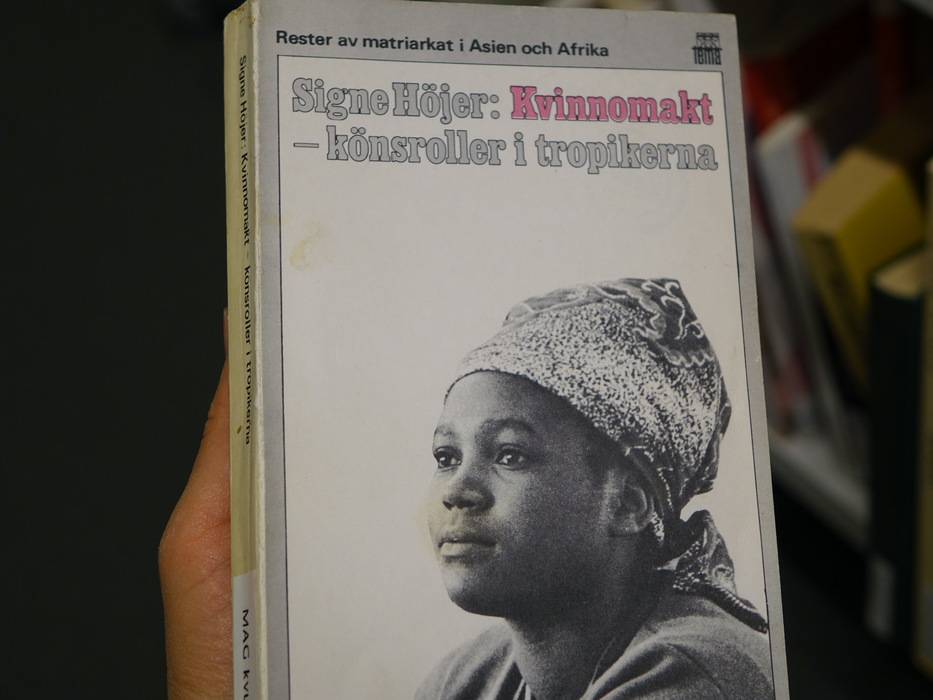 Rester av matriarkat i Asien och Afrika
tema
Signe Höjer: Kvinnomakt
– könsroller i tropikerna
Signe Höjer: Kvinnomakt – könsroller i tropikerna
MAG